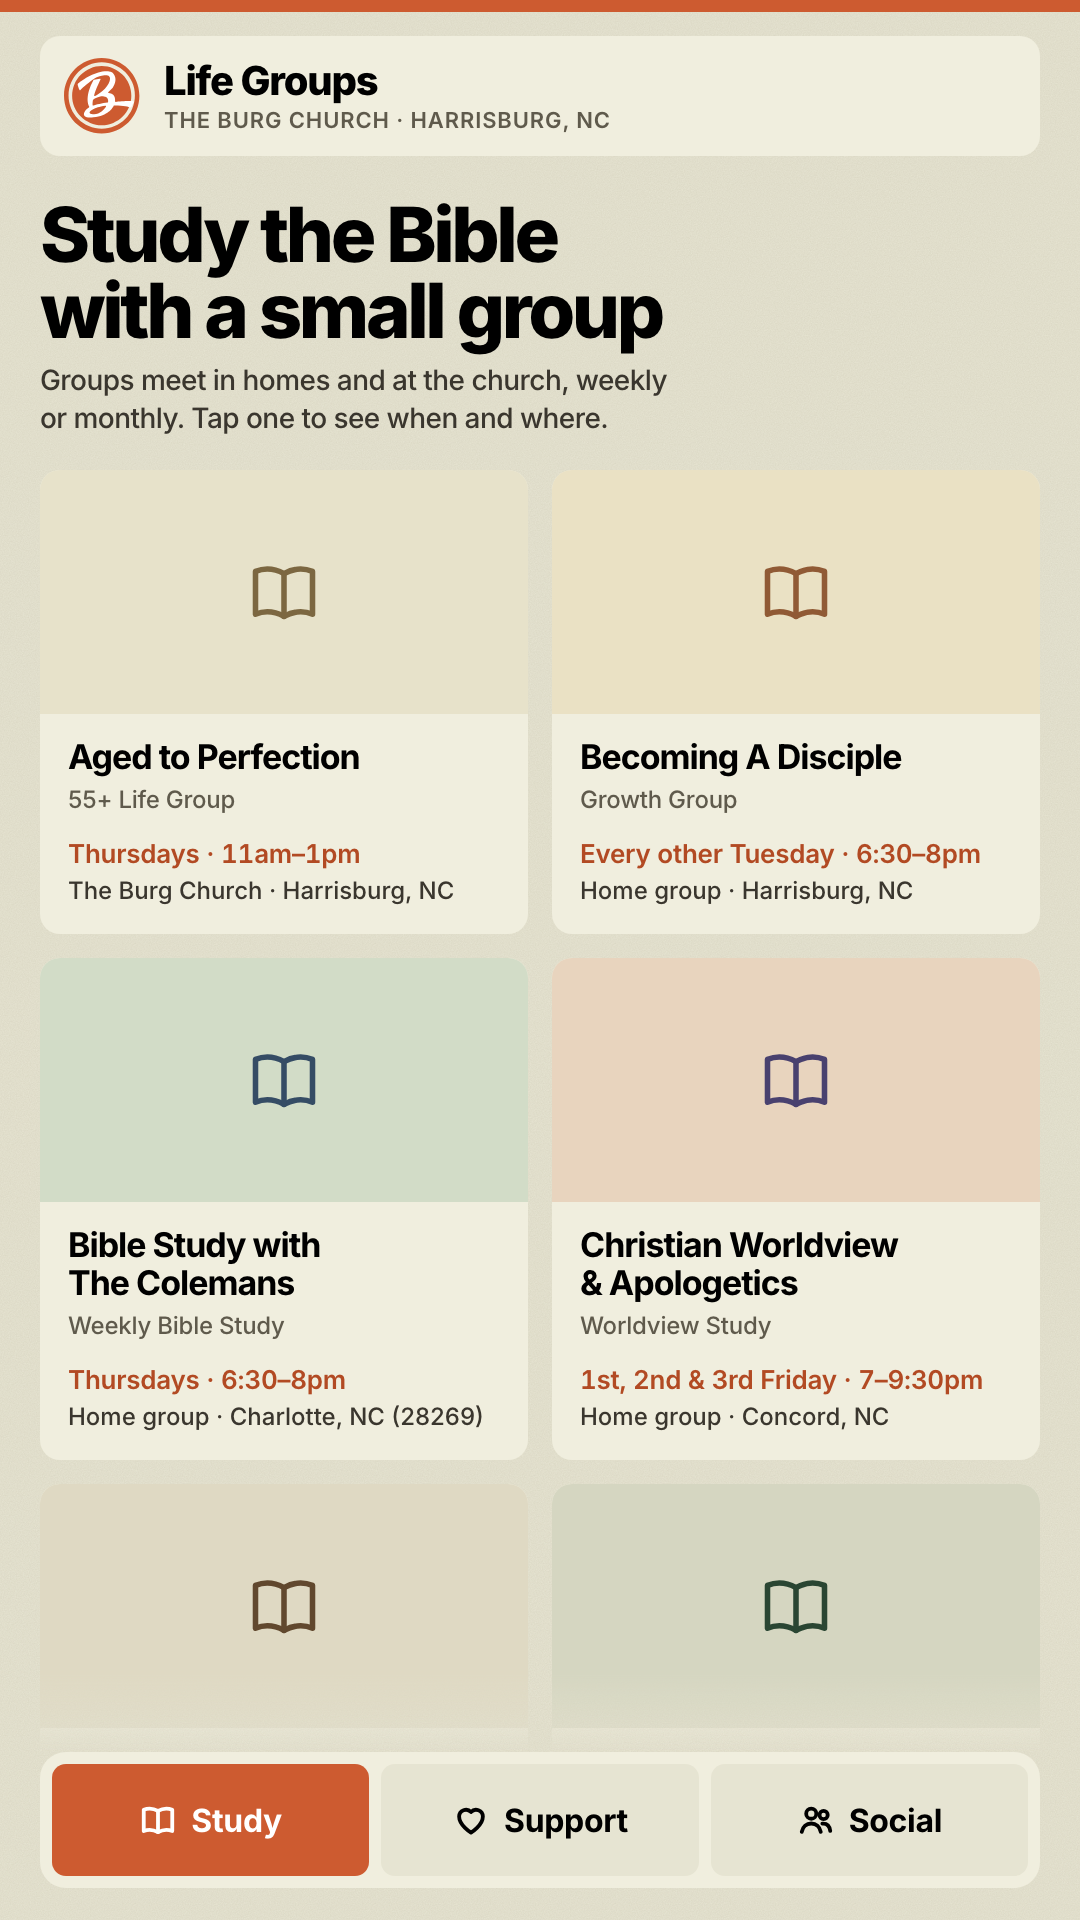 B
Life Groups
THE BURG CHURCH · HARRISBURG, NC
Study the Bible
with a small group
Groups meet in homes and at the church, weekly
or monthly. Tap one to see when and where.
Aged to Perfection
55+ Life Group
Thursdays · 11am–1pm
The Burg Church · Harrisburg, NC
Becoming A Disciple
Growth Group
Every other Tuesday · 6:30–8pm
Home group · Harrisburg, NC
Bible Study with
The Colemans
Weekly Bible Study
Thursdays · 6:30–8pm
Home group · Charlotte, NC (28269)
Christian Worldview
& Apologetics
Worldview Study
1st, 2nd & 3rd Friday · 7–9:30pm
Home group · Concord, NC
Study
Support
Social